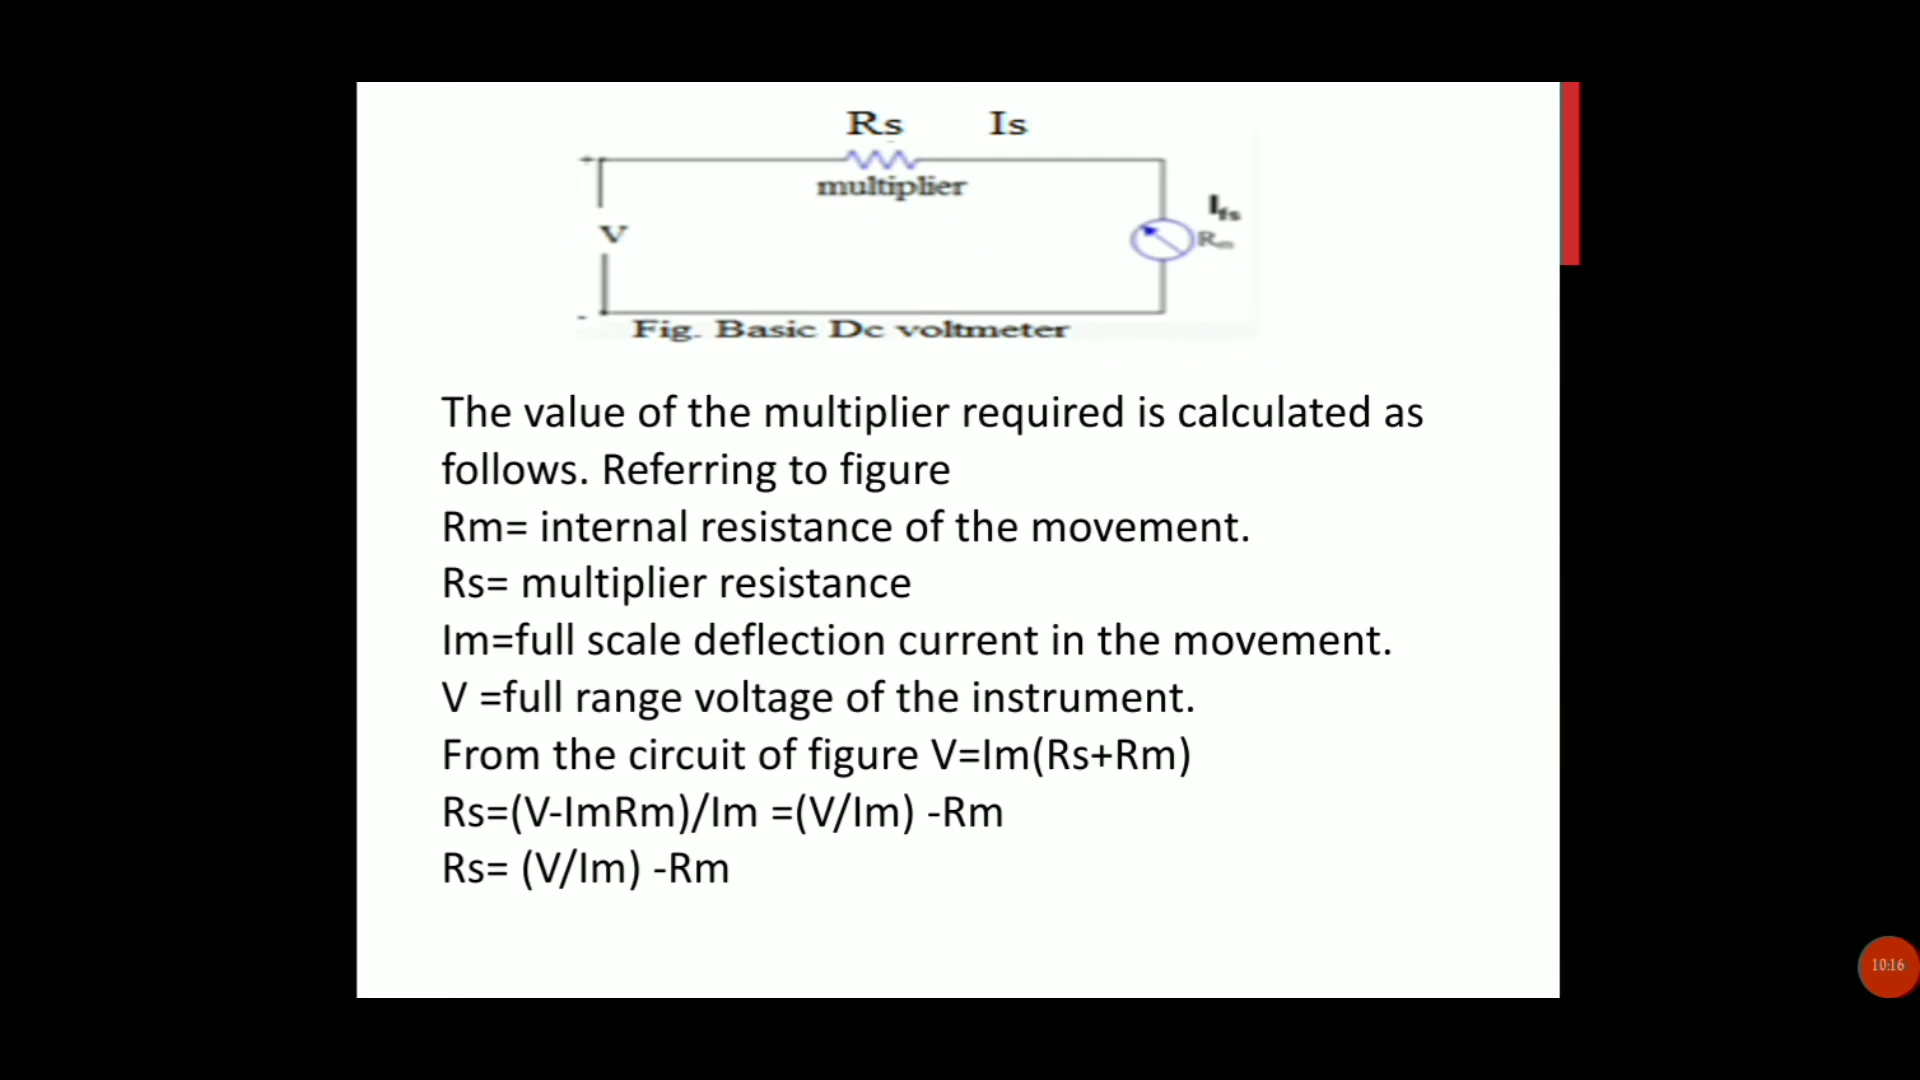 Rs Is
+
multiplier
Ifs
V
Rm
-
Fig. Basic Dc voltmeter
The value of the multiplier required is calculated as
follows. Referring to figure
Rm= internal resistance of the movement.
Rs= multiplier resistance
Im=full scale deflection current in the movement.
V =full range voltage of the instrument.
From the circuit of figure V=Im(Rs+Rm)
Rs=(V-ImRm)/Im =(V/Im) -Rm
Rs= (V/Im) -Rm
10:16